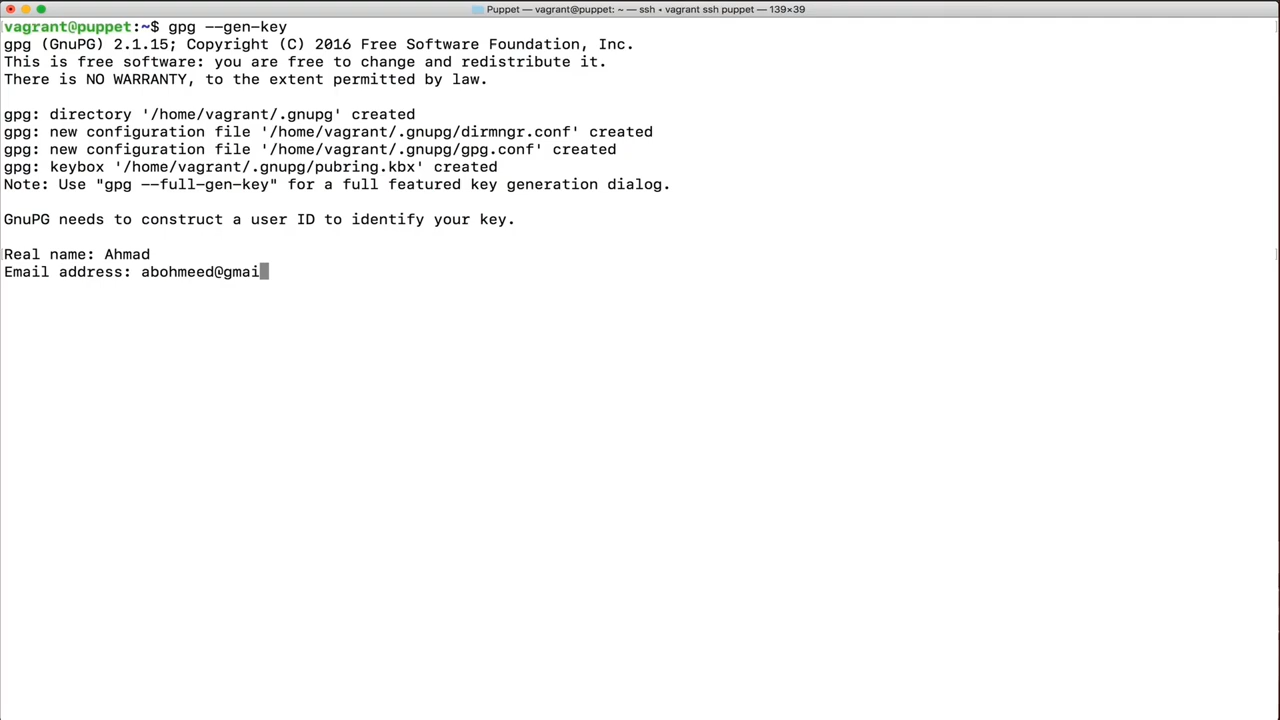 Puppet — vagrant@puppet: ~ — ssh • vagrant ssh puppet — 139×39
vagrant@puppet:~$ gpg --gen-key
gpg (GnuPG) 2.1.15; Copyright (C) 2016 Free Software Foundation, Inc.
This is free software: you are free to change and redistribute it.
There is NO WARRANTY, to the extent permitted by law.
gpg: directory '/home/vagrant/.gnupg' created
gpg: new configuration file '/home/vagrant/.gnupg/dirmngr.conf' created
gpg: new configuration file '/home/vagrant/.gnupg/gpg.conf' created
gpg: keybox '/home/vagrant/.gnupg/pubring.kbx' created
Note: Use "gpg --full-gen-key" for a full featured key generation dialog.
GnuPG needs to construct a user ID to identify your key.
Real name: Ahmad
Email address: abohmeed@gmai